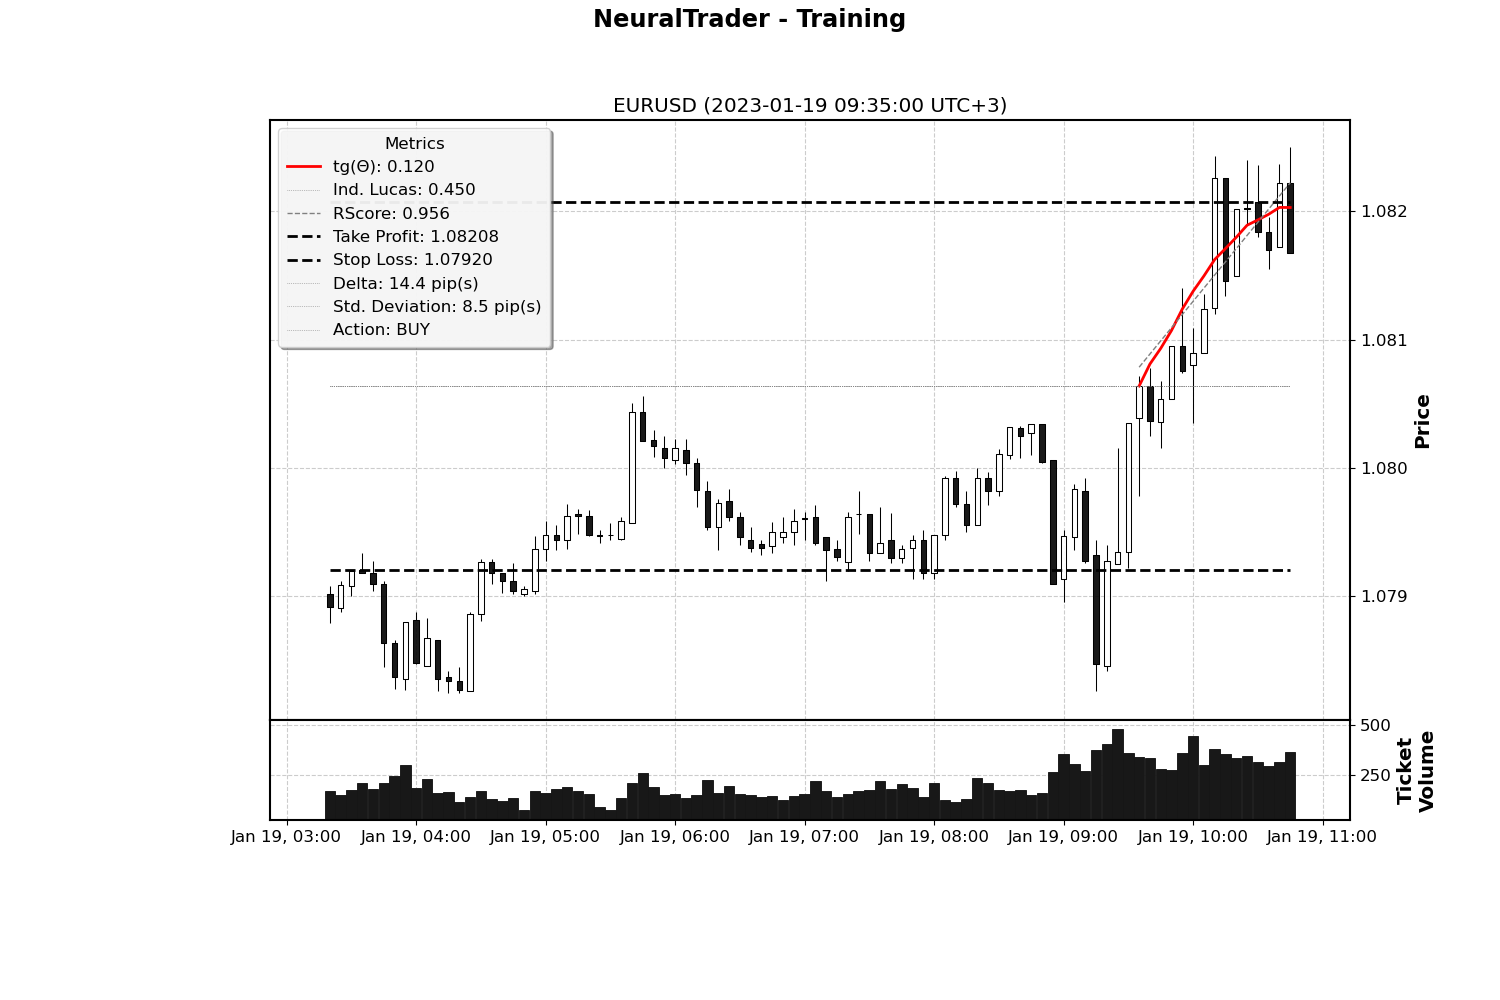 NeuralTrader - Training
EURUSD (2023-01-19 09:35:00 UTC+3)
Metrics
tg(Θ): 0.120
Ind. Lucas: 0.450
RScore: 0.956
Take Profit: 1.08208
Stop Loss: 1.07920
Delta: 14.4 pip(s)
Std. Deviation: 8.5 pip(s)
Action: BUY
1.082
1.081
1.080
1.079
Price
500
250
Ticket
Volume
Jan 19, 03:00 Jan 19, 04:00 Jan 19, 05:00 Jan 19, 06:00 Jan 19, 07:00 Jan 19, 08:00 Jan 19, 09:00 Jan 19, 10:00 Jan 19, 11:00